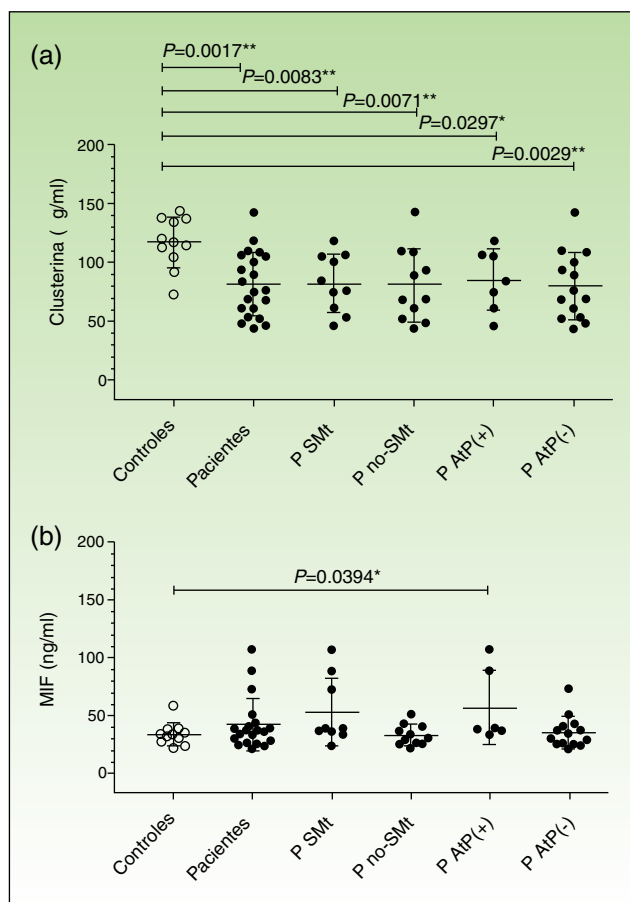 (a)
P=0.0017**
P=0.0083**
P=0.0071**
P=0.0297*
P=0.0029**
Clusterina ( g/ml)
200
150
100
50
0
Controles
Pacientes
P SMt
P no-SMt
P AtP(+)
P AtP(-)
(b)
P=0.0394*
MIF (ng/ml)
200
150
100
50
0
Controles
Pacientes
P SMt
P no-SMt
P AtP(+)
P AtP(-)